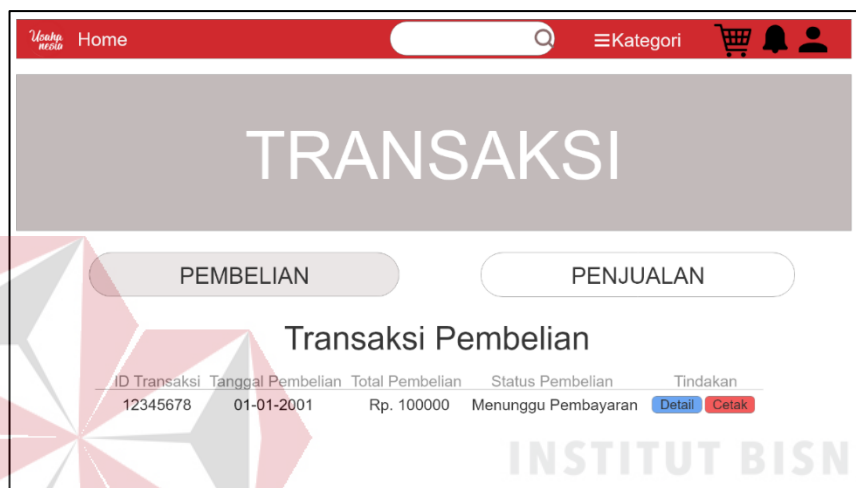 Usaha nesia Home Kategori
TRANSAKSI
PEMBELIAN PENJUALAN
Transaksi Pembelian
ID Transaksi Tanggal Pembelian Total Pembelian Status Pembelian Tindakan
12345678 01-01-2001 Rp. 100000 Menunggu Pembayaran Detail Cetak
INSTITUT BISN